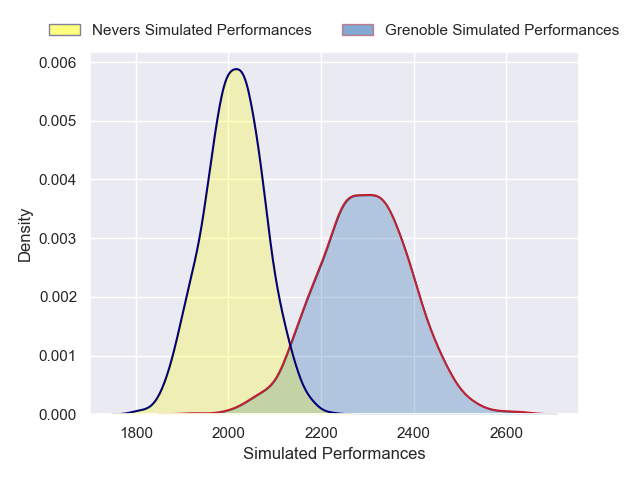 Nevers Simulated Performances Grenoble Simulated Performances
0.006
0.005
0.004
0.003
0.002
0.001
0.000
Density
1800 2000 2200 2400 2600
Simulated Performances